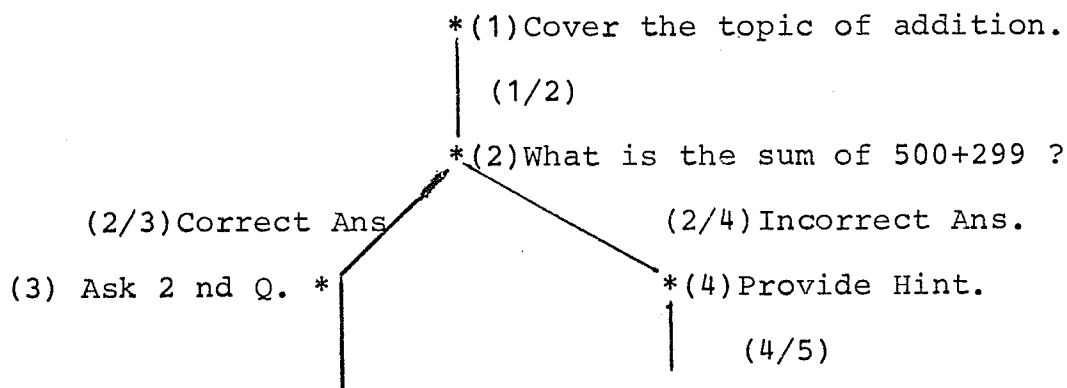 *(1)Cover the topic of addition.
(1/2)
*(2)What is the sum of 500+299 ?
(2/3)Correct Ans
(2/4)Incorrect Ans.
(3) Ask 2 nd Q. *
*(4)Provide Hint.
(4/5)